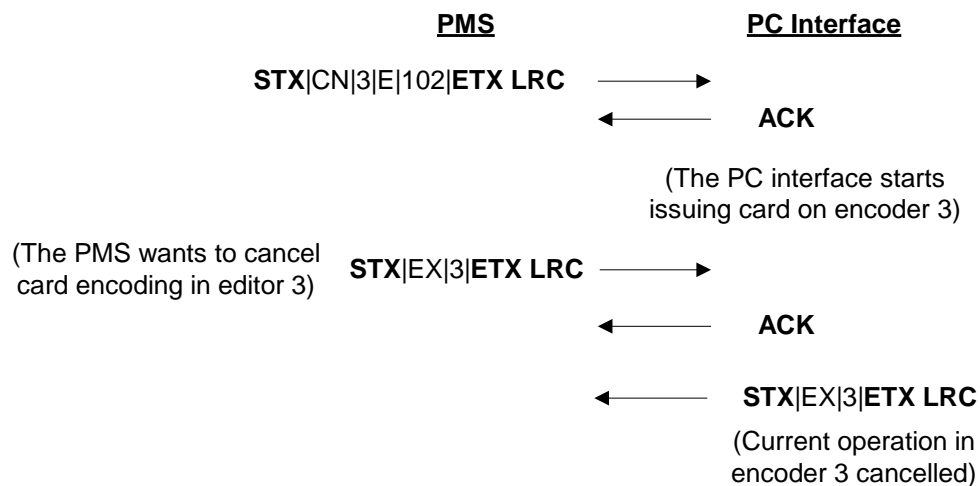 PMS PC Interface
STX|CN|3|E|102|ETX LRC
ACK
(The PC interface starts
issuing card on encoder 3)
(The PMS wants to cancel
card encoding in editor 3)
STX|EX|3|ETX LRC
ACK
STX|EX|3|ETX LRC
(Current operation in
encoder 3 cancelled)